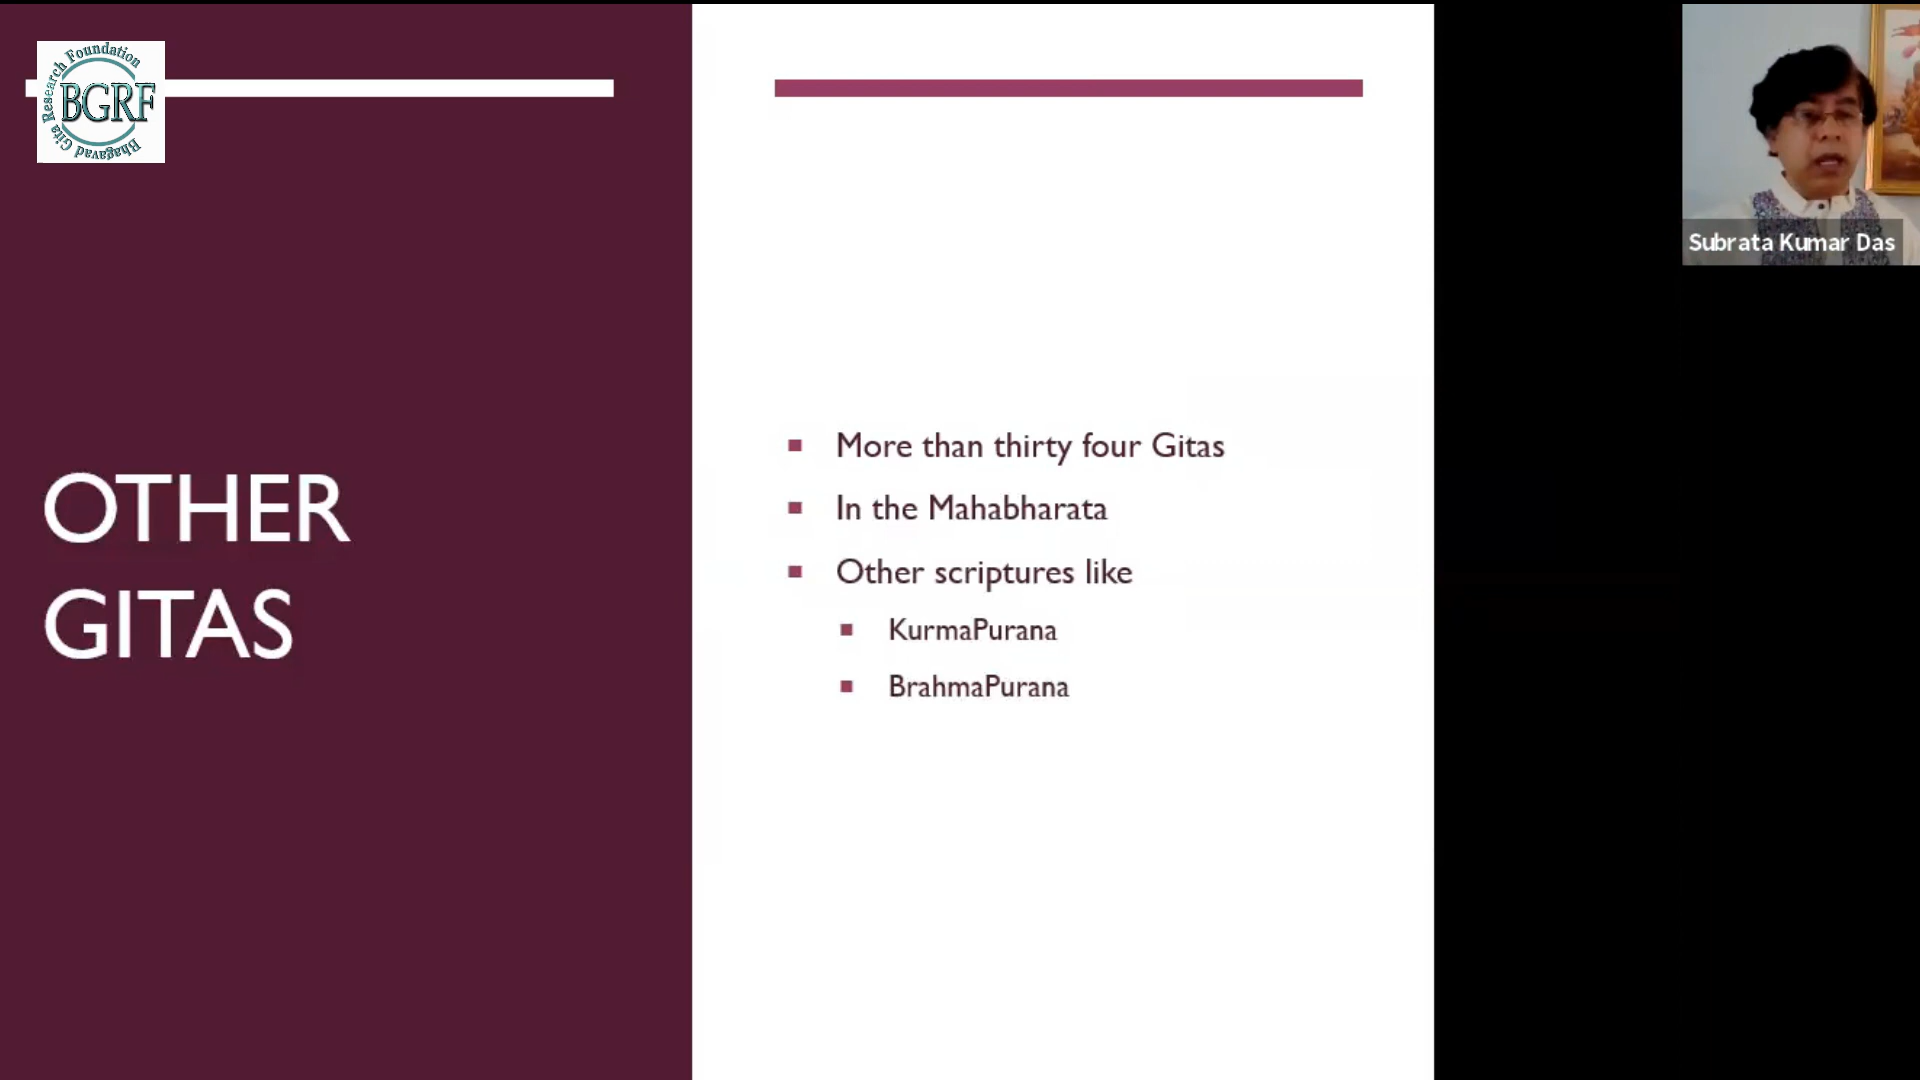 Bhagavad Gita Research Foundation
BGRF
OTHER
GITAS
More than thirty four Gitas
In the Mahabharata
Other scriptures like
KurmaPurana
BrahmaPurana
Subrata Kumar Das